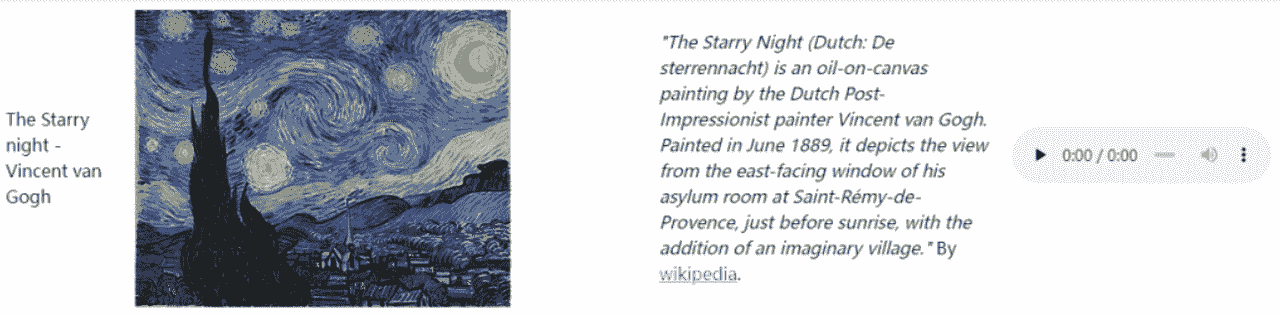 The Starry
night -
Vincent van
Gogh
"The Starry Night (Dutch: De
sterrennacht) is an oil-on-canvas
painting by the Dutch Post-
Impressionist painter Vincent van Gogh.
Painted in June 1889, it depicts the view
from the east-facing window of his
asylum room at Saint-Rémy-de-
Provence, just before sunrise, with the
addition of an imaginary village." By
wikipedia.
0:00 / 0:00